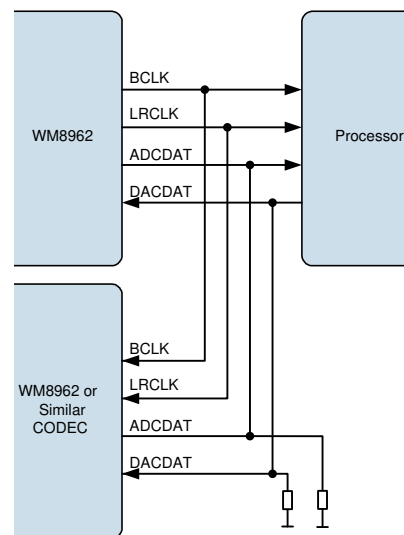 BCLK
LRCLK
WM8962
Processor
ADCDAT
DACDAT
BCLK
LRCLK
WM8962 or
Similar
CODEC
ADCDAT
DACDAT